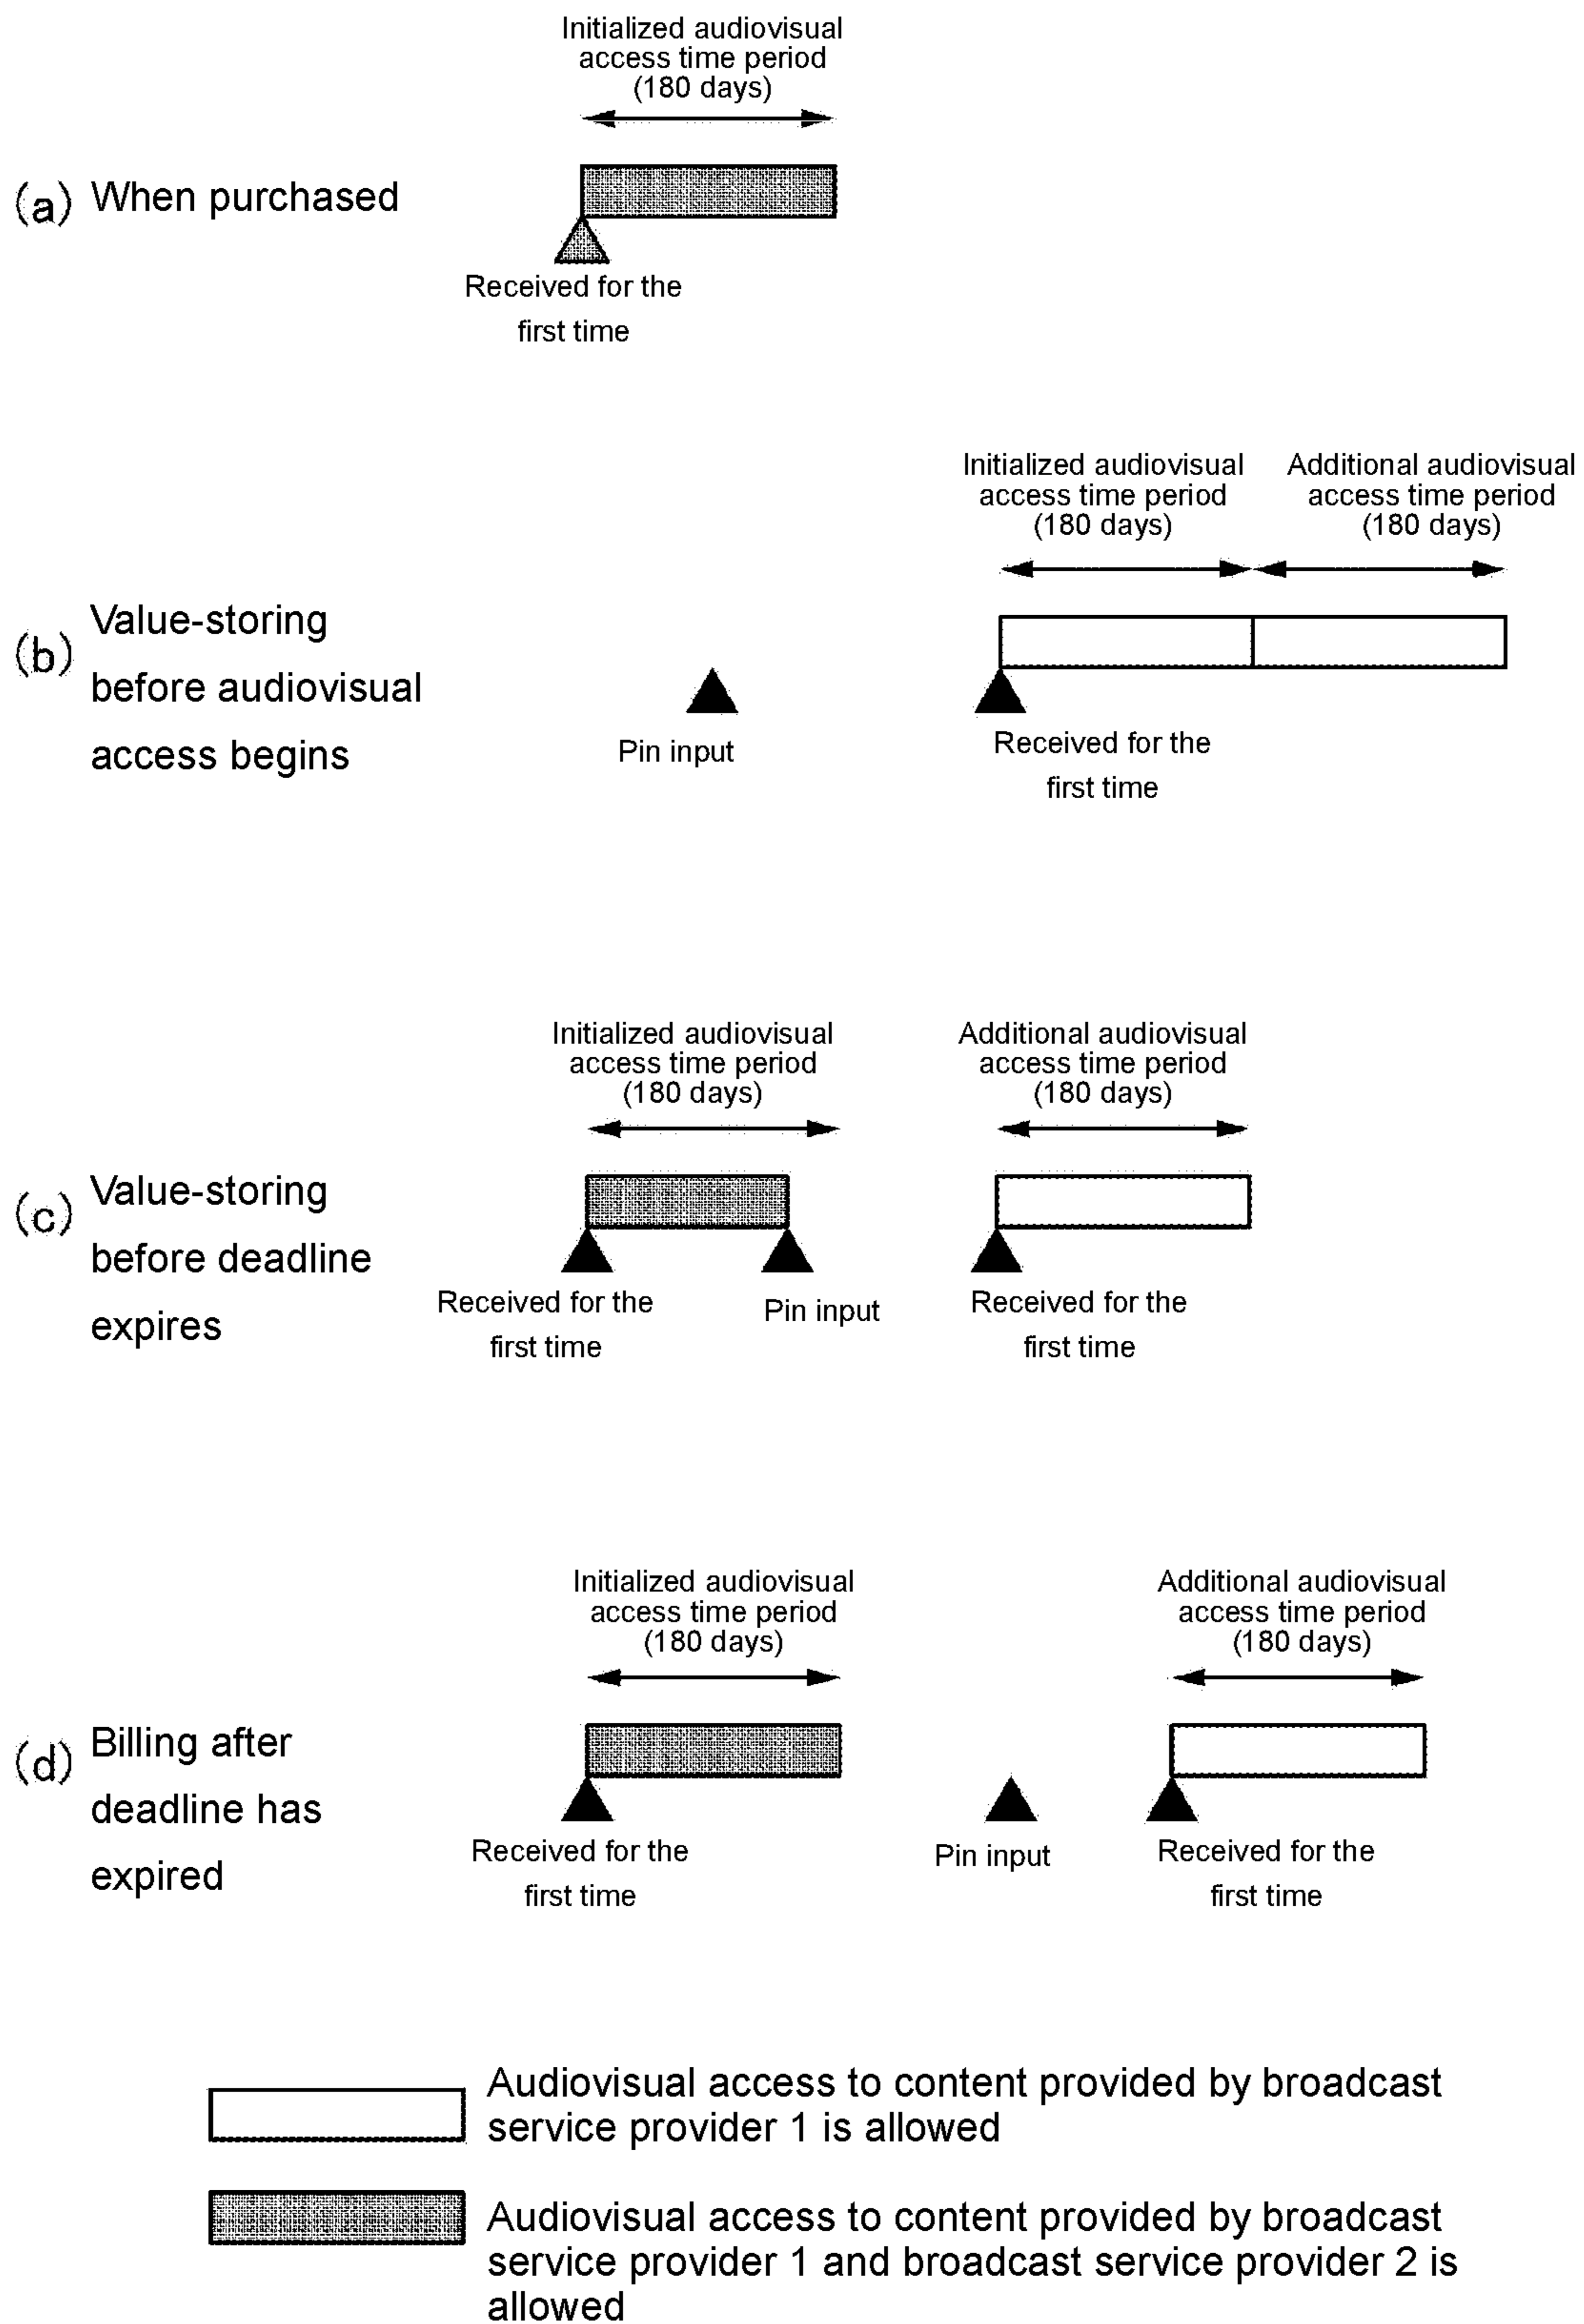 Initialized audiovisual
access time period
(180 days)
(a) When purchased
Received for the
first time
Initialized audiovisual
access time period
(180 days)
Additional audiovisual
access time period
(180 days)
(b) Value-storing
before audiovisual
access begins
Pin input
Received for the
first time
Initialized audiovisual
access time period
(180 days)
Additional audiovisual
access time period
(180 days)
(c) Value-storing
before deadline
expires
Received for the
first time
Pin input
Received for the
first time
Initialized audiovisual
access time period
(180 days)
Additional audiovisual
access time period
(180 days)
(d) Billing after
deadline has
expired
Received for the
first time
Pin input
Received for the
first time
Audiovisual access to content provided by broadcast
service provider 1 is allowed
Audiovisual access to content provided by broadcast
service provider 1 and broadcast service provider 2 is
allowed